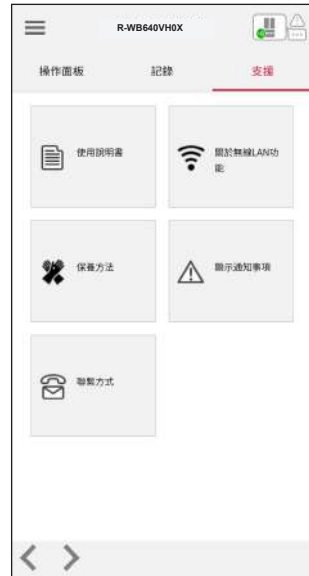 R-WB640VH0X
操作面板 記錄 支援
使用說明書
關於無線LAN功
能
保養方法
顯示通知事項
聯繫方式